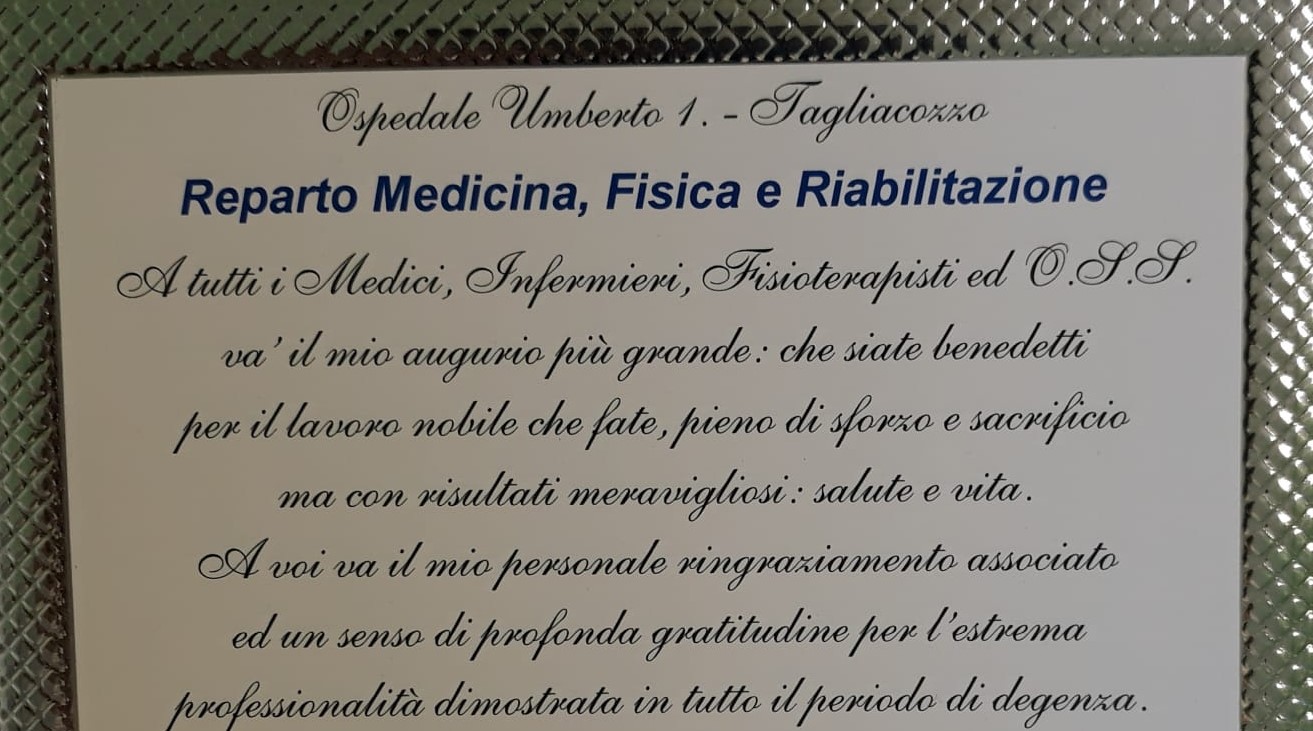 Ospedale Umberto 1. - Tagliacozzo
Reparto Medicina, Fisica e Riabilitazione
A tutti i Medici, Infermieri, Fisioterapisti ed O.S.S.
va' il mio augurio più grande: che siate benedetti
per il lavoro nobile che fate, pieno di sforzo e sacrificio
ma con risultati meravigliosi: salute e vita.
A voi va il mio personale ringraziamento associato
ed un senso di profonda gratitudine per l'estrema
professionalità dimostrata in tutto il periodo di degenza.